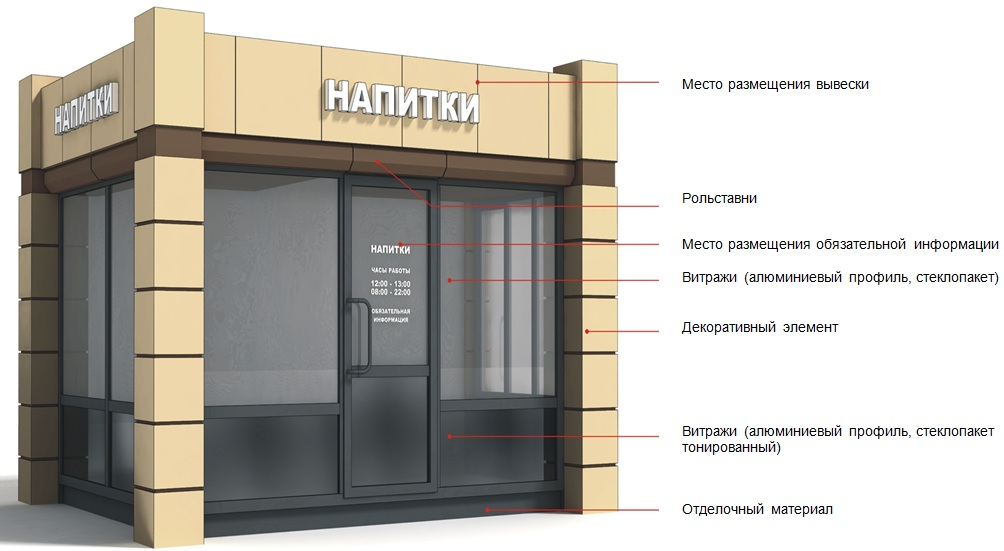 НАПИТКИ
НАПИТКИ
НАПИТКИ
ЧАСЫ РАБОТЫ
12:00 - 13:00
08:00 - 22:00
ОБЯЗАТЕЛЬНАЯ
ИНФОРМАЦИЯ
Место размещения вывески
Рольставни
Место размещения обязательной информации
Витражи (алюминиевый профиль, стеклопакет)
Декоративный элемент
Витражи (алюминиевый профиль, стеклопакет
тонированный)
Отделочный материал